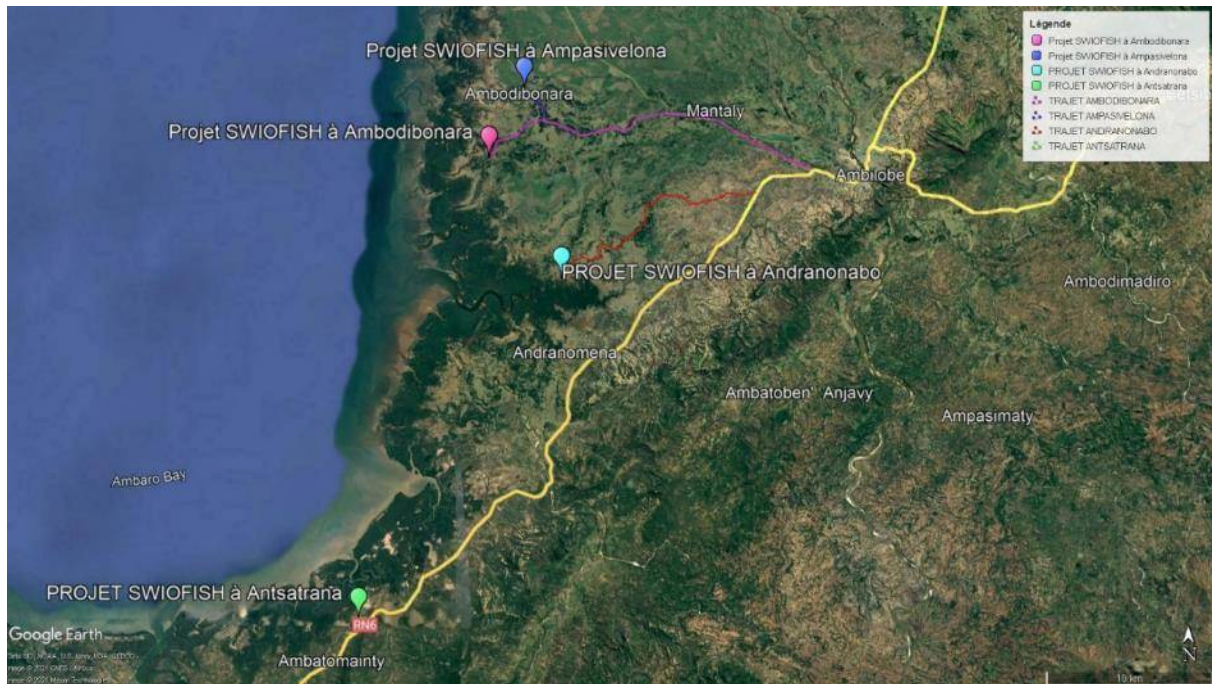 Légende
Projet SWIOFISH à Ambodibonara
Projet SWIOFISH à Ampasivelona
PROJET SWIOFISH à Andranonabo
PROJET SWIOFISH à Antsatrara
TRAJET AMBODIBONARA
TRAJET AMPASIVELONA
TRAJET ANDRANONABO
TRAJET ANTSATRANA
Projet SWIOFISH à Ampasivelona
Ambodibonara
Mantaly
Projet SWIOFISH à Ambodibonara
Ambilobe
PROJET SWIOFISH à Andranonabo
Ambodimadiro
Andranomena
Ambatoben' Anjavy
Ampasimaty
Ambaro Bay
PROJET SWIOFISH à Antsatrana
RN6
Google Earth
Ambatomainty
N
10 km